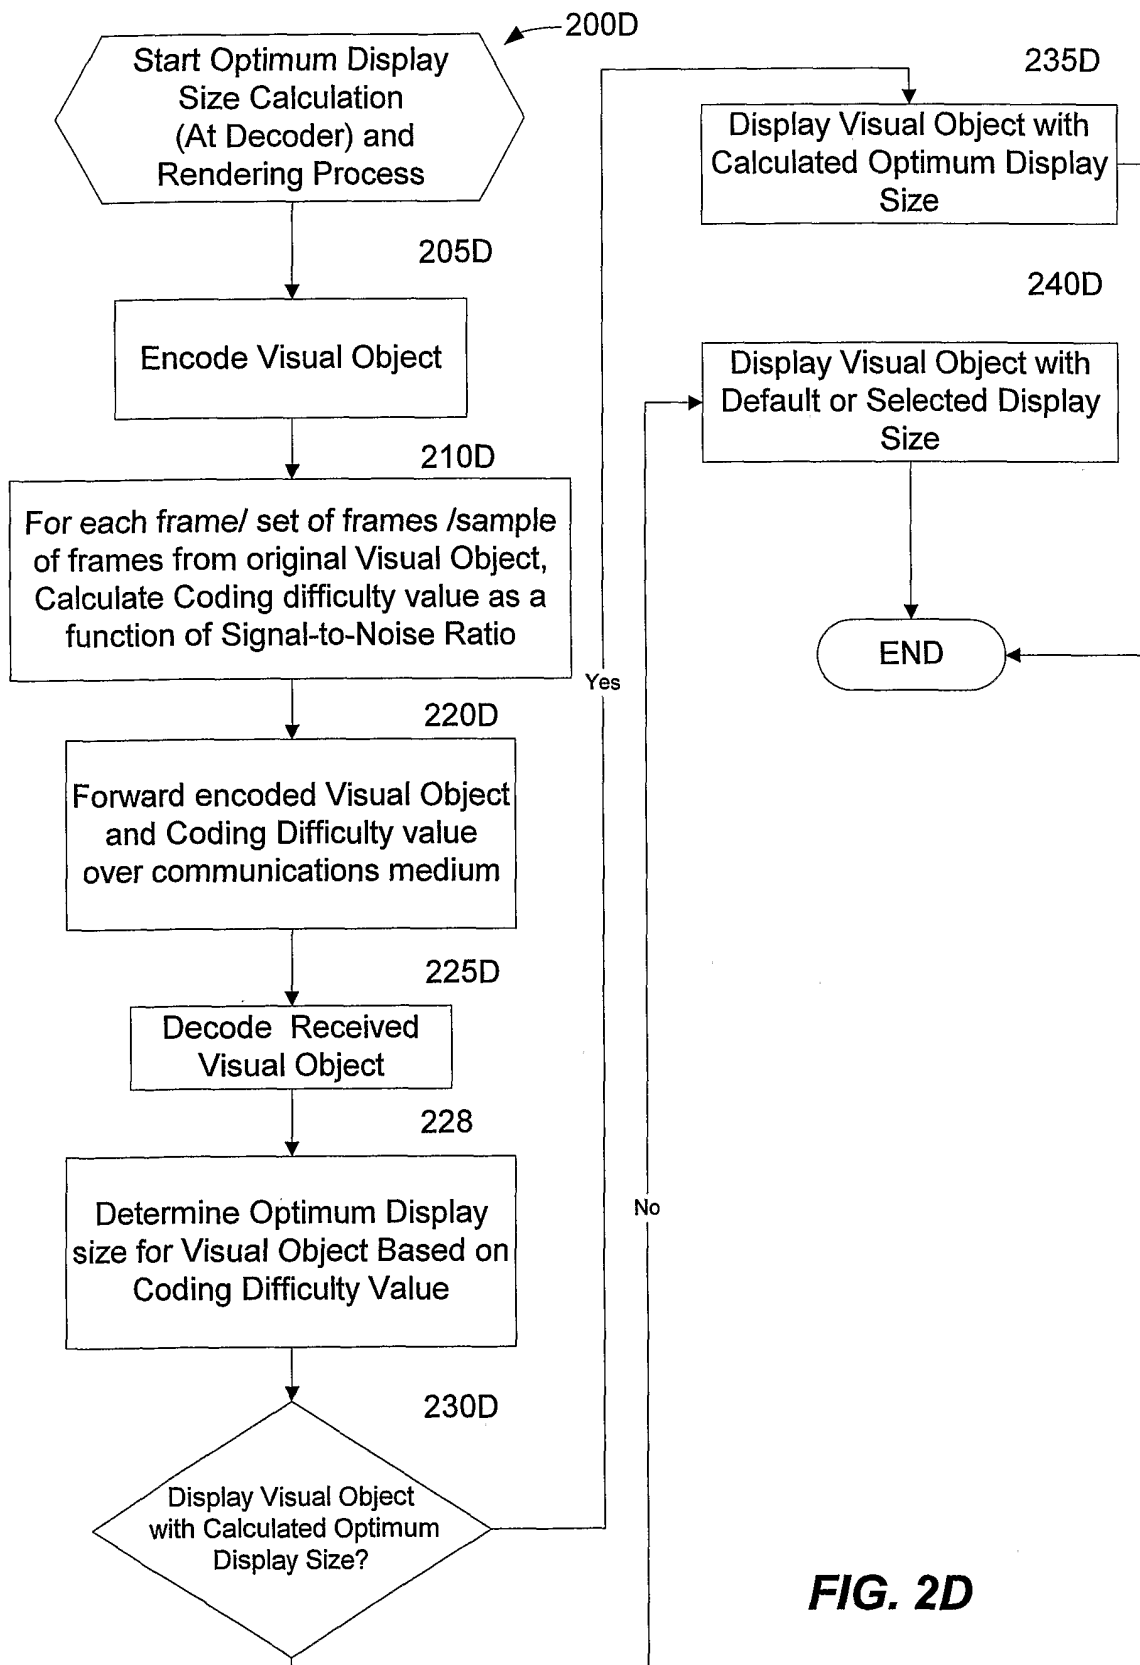 200D
Start Optimum Display
Size Calculation
(At Decoder) and
Rendering Process
205D
Encode Visual Object
210D
For each frame/ set of frames /sample
of frames from original Visual Object,
Calculate Coding difficulty value as a
function of Signal-to-Noise Ratio
220D
Forward encoded Visual Object
and Coding Difficulty value
over communications medium
225D
Decode Received
Visual Object
228
Determine Optimum Display
size for Visual Object Based on
Coding Difficulty Value
230D
Display Visual Object
with Calculated Optimum
Display Size?
Yes
No
235D
Display Visual Object with
Calculated Optimum Display
Size
240D
Display Visual Object with
Default or Selected Display
Size
END
FIG. 2D